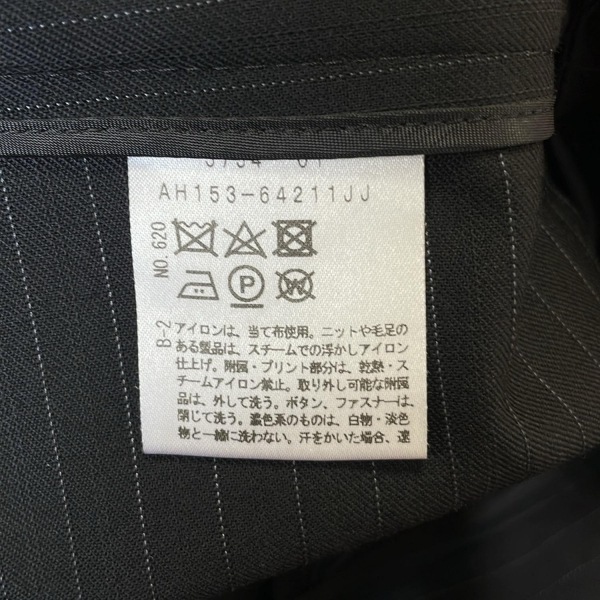 AH153-64211JJ
NO. 620
P
W
B-2
アイロンは、当て布使用。ニットや毛足の
ある製品は、スチームでの浮かしアイロン
仕上げ。附図・プリント部分は、乾熱・ス
チームアイロン禁止。取り外し可能な附図
品は、外して洗う。ボタン、ファスナーは、
閉じて洗う。濃色系のものは、白物・淡色
物と一緒に洗わない。汗をかいた場合、速